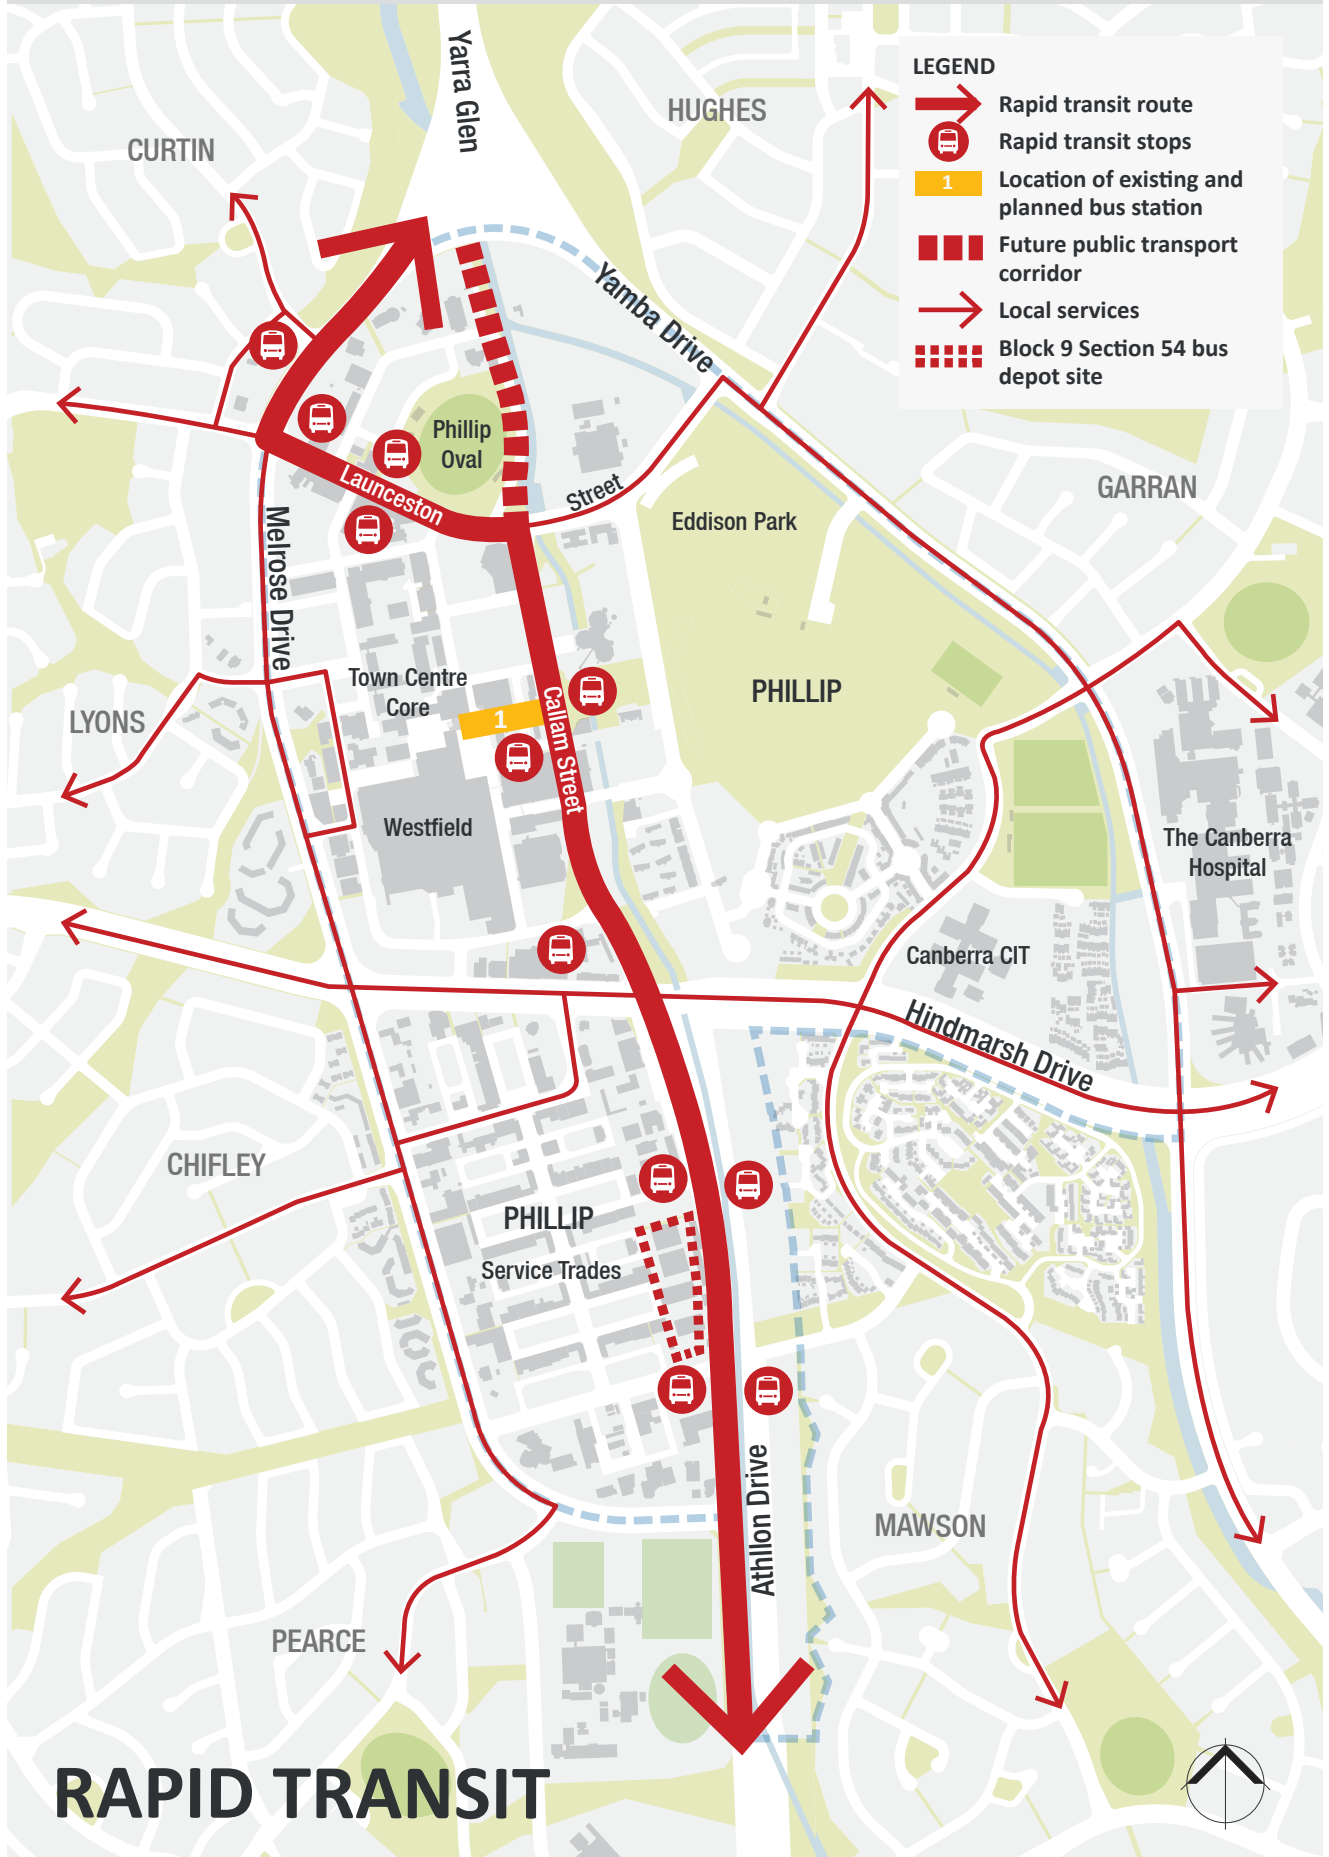 Yarra Glen
HUGHES
CURTIN
LEGEND
Rapid transit route
Rapid transit stops
1
Location of existing and
planned bus station
Future public transport
corridor
Local services
Block 9 Section 54 bus
depot site
Yamba Drive
Phillip
Oval
Launceston
Street
Melrose Drive
Eddison Park
GARRAN
Town Centre
Core
1
Callam Street
PHILLIP
LYONS
Westfield
The Canberra
Hospital
Canberra CIT
Hindmarsh Drive
CHIFLEY
PHILLIP
Service Trades
Athllon Drive
MAWSON
PEARCE
RAPID TRANSIT